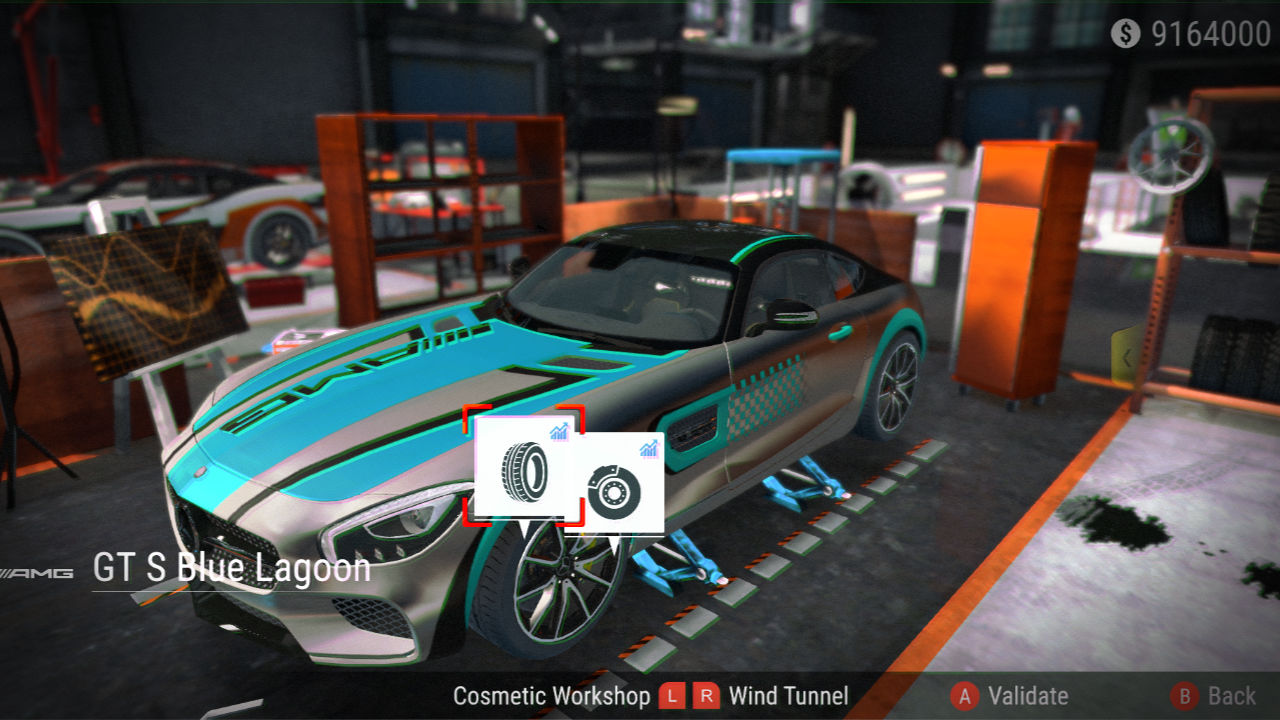 $ 9164000
AMG
GT S Blue Lagoon
Cosmetic Workshop L R Wind Tunnel
A Validate
B Back